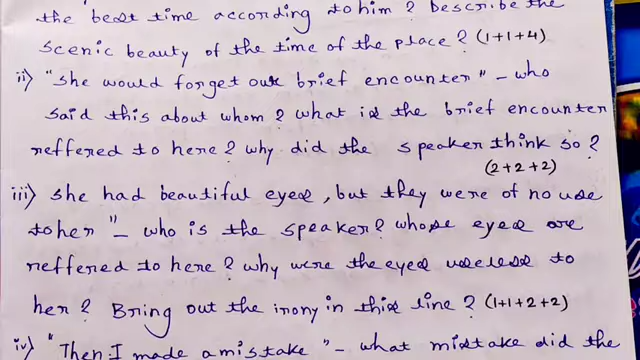 the best time according to him? Describe the
scenic beauty of the time of the place? (1+1+4)
ii) "She would forget our brief encounter" - who
said this about whom? what is the brief encounter
reffered to here? why did the speaker think so?
(2+2+2)
iii) She had beautiful eyes, but they were of no use
to her" - who is the speaker? whose eyes are
reffered to here? why were the eyes useless to
her? Bring out the irony in this line? (1+1+2+2)
iv) "Then I made a mistake" - what mistake did the